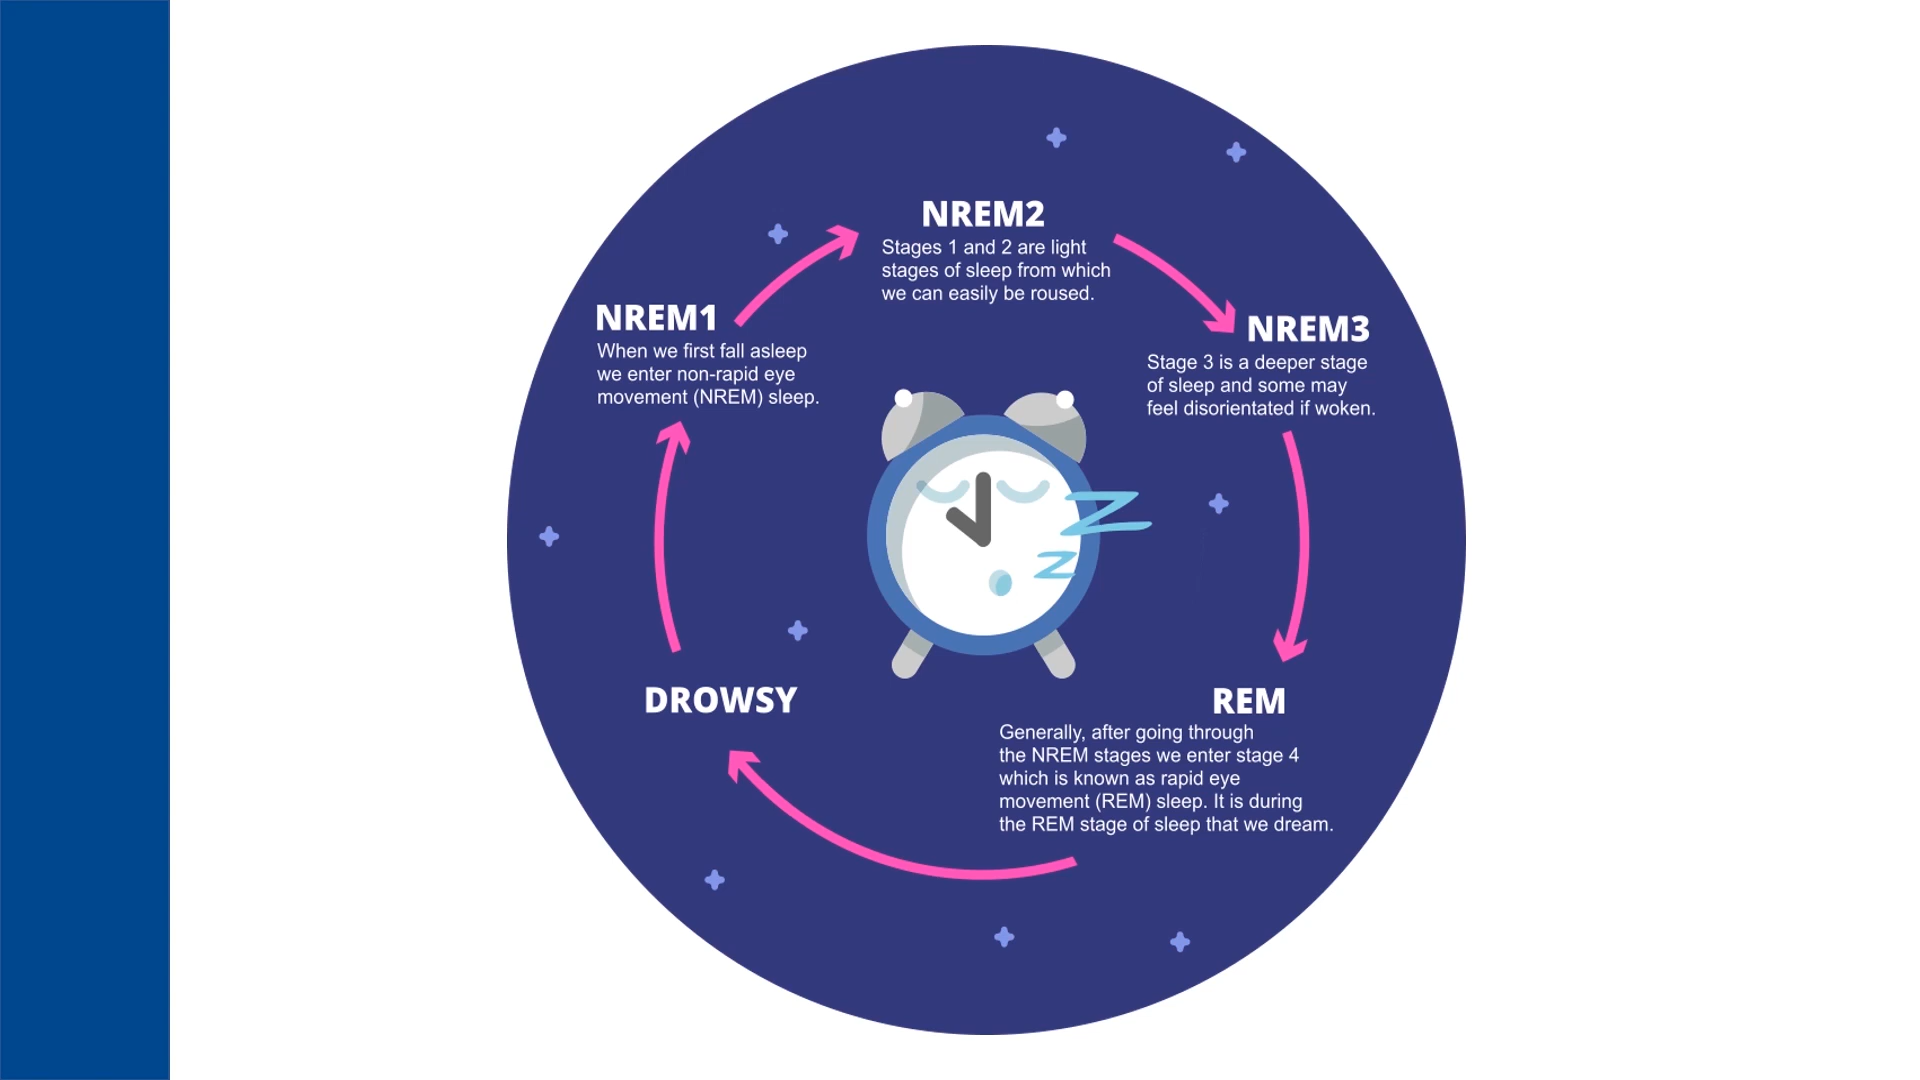 NREM2
Stages 1 and 2 are light
stages of sleep from which
we can easily be roused.
NREM1
When we first fall asleep
we enter non-rapid eye
movement (NREM) sleep.
NREM3
Stage 3 is a deeper stage
of sleep and some may
feel disorientated if woken.
Z
Z
DROWSY
REM
Generally, after going through
the NREM stages we enter stage 4
which is known as rapid eye
movement (REM) sleep. It is during
the REM stage of sleep that we dream.